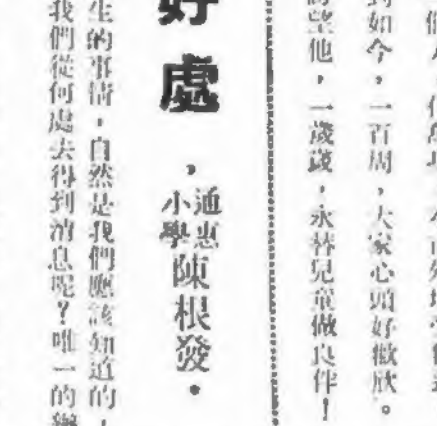 到如今，一百周，大家心頭好歡欣。
望他，一歲歲，永替兒童做良伴！
好處
，通惠小學陳根發．
生的事情，自然是我們應該知道的，
我們從何處去得到消息呢？唯一的辦